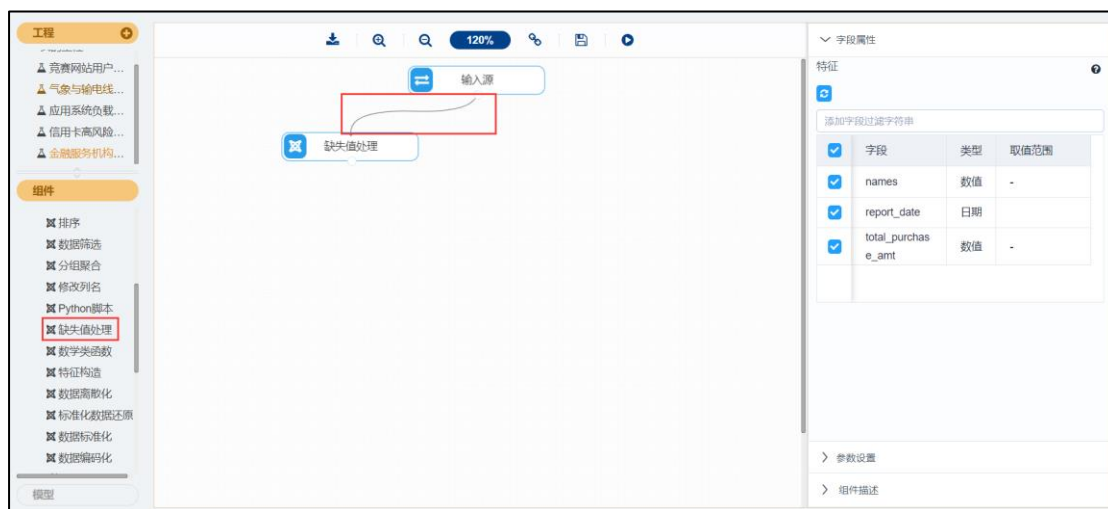 工程
竞赛网站用户...
气象与输电线...
应用系统负载...
信用卡高风险...
金融服务机构...
组件
排序
数据筛选
分组聚合
修改列名
Python脚本
缺失值处理
数学类函数
特征构造
数据离散化
标准化数据还原
数据标准化
数据编码化
模型
120%
输入源
缺失值处理
字段属性
特征
添加字段过滤字符串
字段 类型 取值范围
names 数值 -
report_date 日期
total_purchas
e_amt 数值 -
参数设置
组件描述